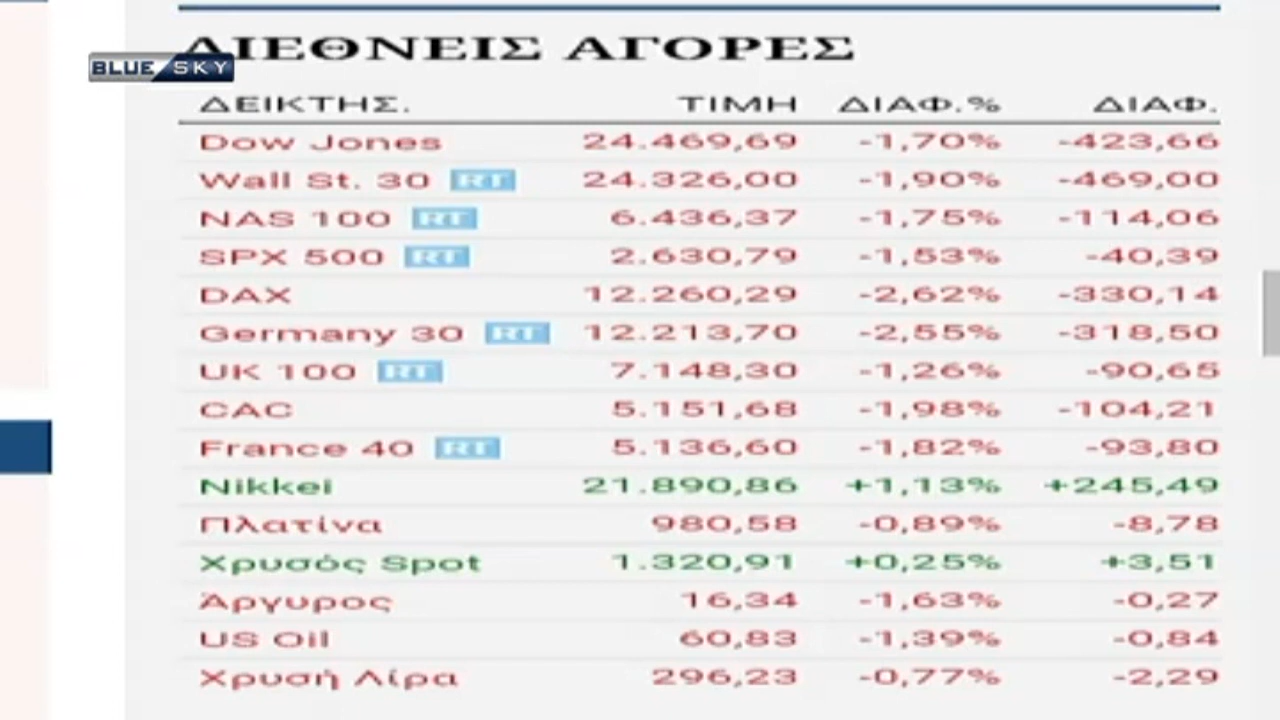 ΔΙΕΘΝΕΙΣ ΑΓΟΡΕΣ
BLUE SKY
ΔΕΙΚΤΗΣ. ΤΙΜΗ ΔΙΑΦ.% ΔΙΑΦ.
Dow Jones 24.469,69 -1,70% -423,66
Wall St. 30 RT 24.326,00 -1,90% -469,00
NAS 100 RT 6.436,37 -1,75% -114,06
SPX 500 RT 2.630,79 -1,53% -40,39
DAX 12.260,29 -2,62% -330,14
Germany 30 RT 12.213,70 -2,55% -318,50
UK 100 RT 7.148,30 -1,26% -90,65
CAC 5.151,68 -1,98% -104,21
France 40 RT 5.136,60 -1,82% -93,80
Nikkei 21.890,86 +1,13% +245,49
Πλατίνα 980,58 -0,89% -8,78
Χρυσός Spot 1.320,91 +0,25% +3,51
Άργυρος 16,34 -1,63% -0,27
US Oil 60,83 -1,39% -0,84
Χρυσή Λίρα 296,23 -0,77% -2,29